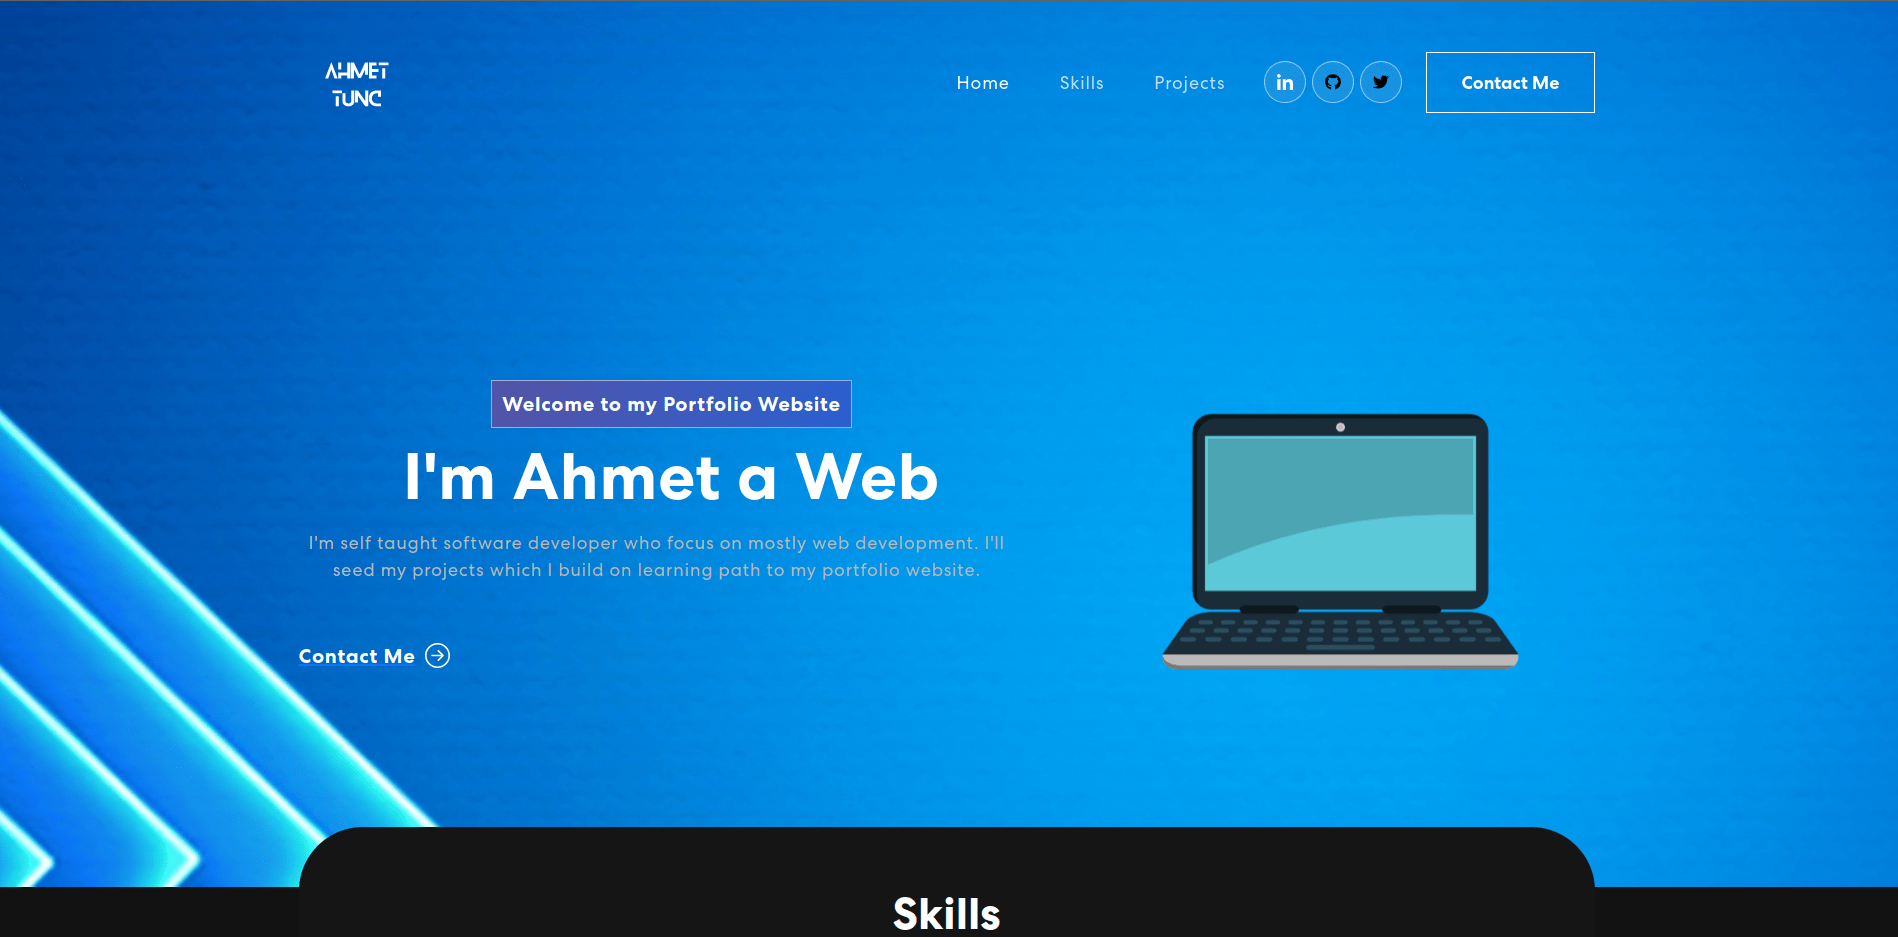 AHMET
TUNC
Home
Skills
Projects
in
Contact Me
Welcome to my Portfolio Website
I'm Ahmet a Web
I'm self taught software developer who focus on mostly web development. I'll
seed my projects which I build on learning path to my portfolio website.
Contact Me
Skills